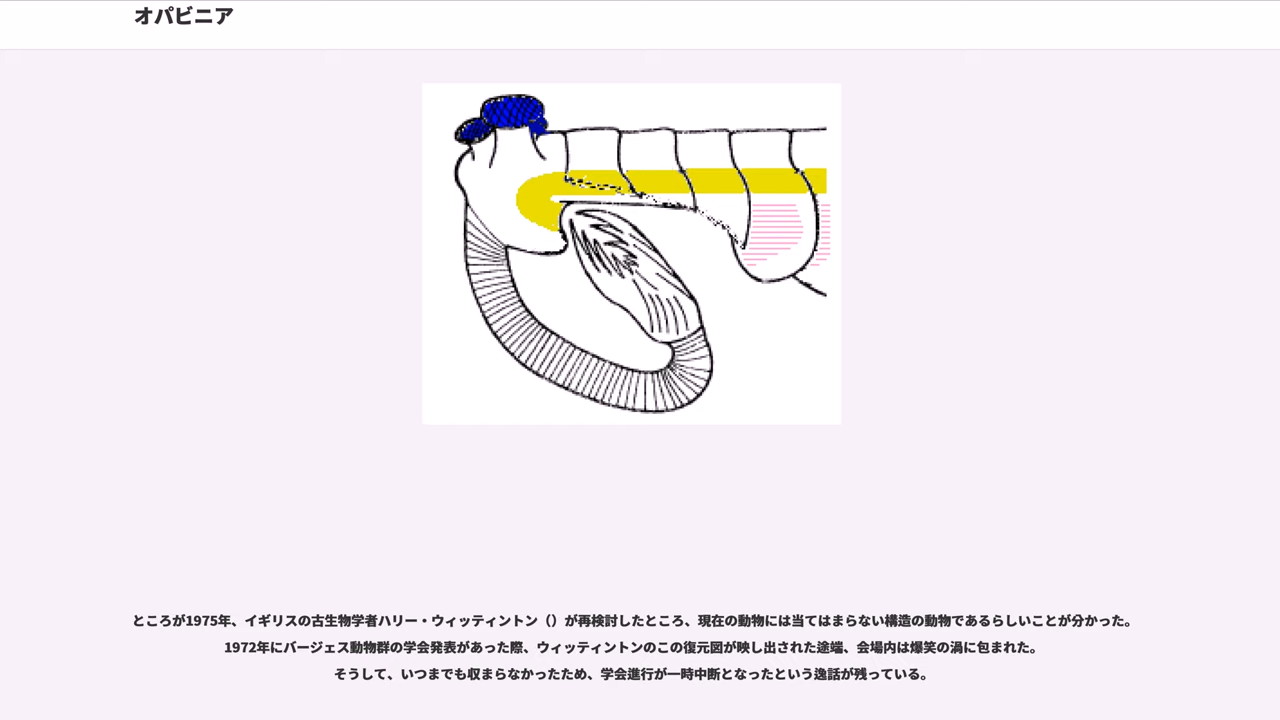 オパビニア
ところが1975年、イギリスの古生物学者ハリー・ウィッティントン（）が再検討したところ、現在の動物には当てはまらない構造の動物であるらしいことが分かった。
1972年にバージェス動物群の学会発表があった際、ウィッティントンのこの復元図が映し出された途端、会場内は爆笑の渦に包まれた。
そうして、いつまでも収まらなかったため、学会進行が一時中断となったという逸話が残っている。